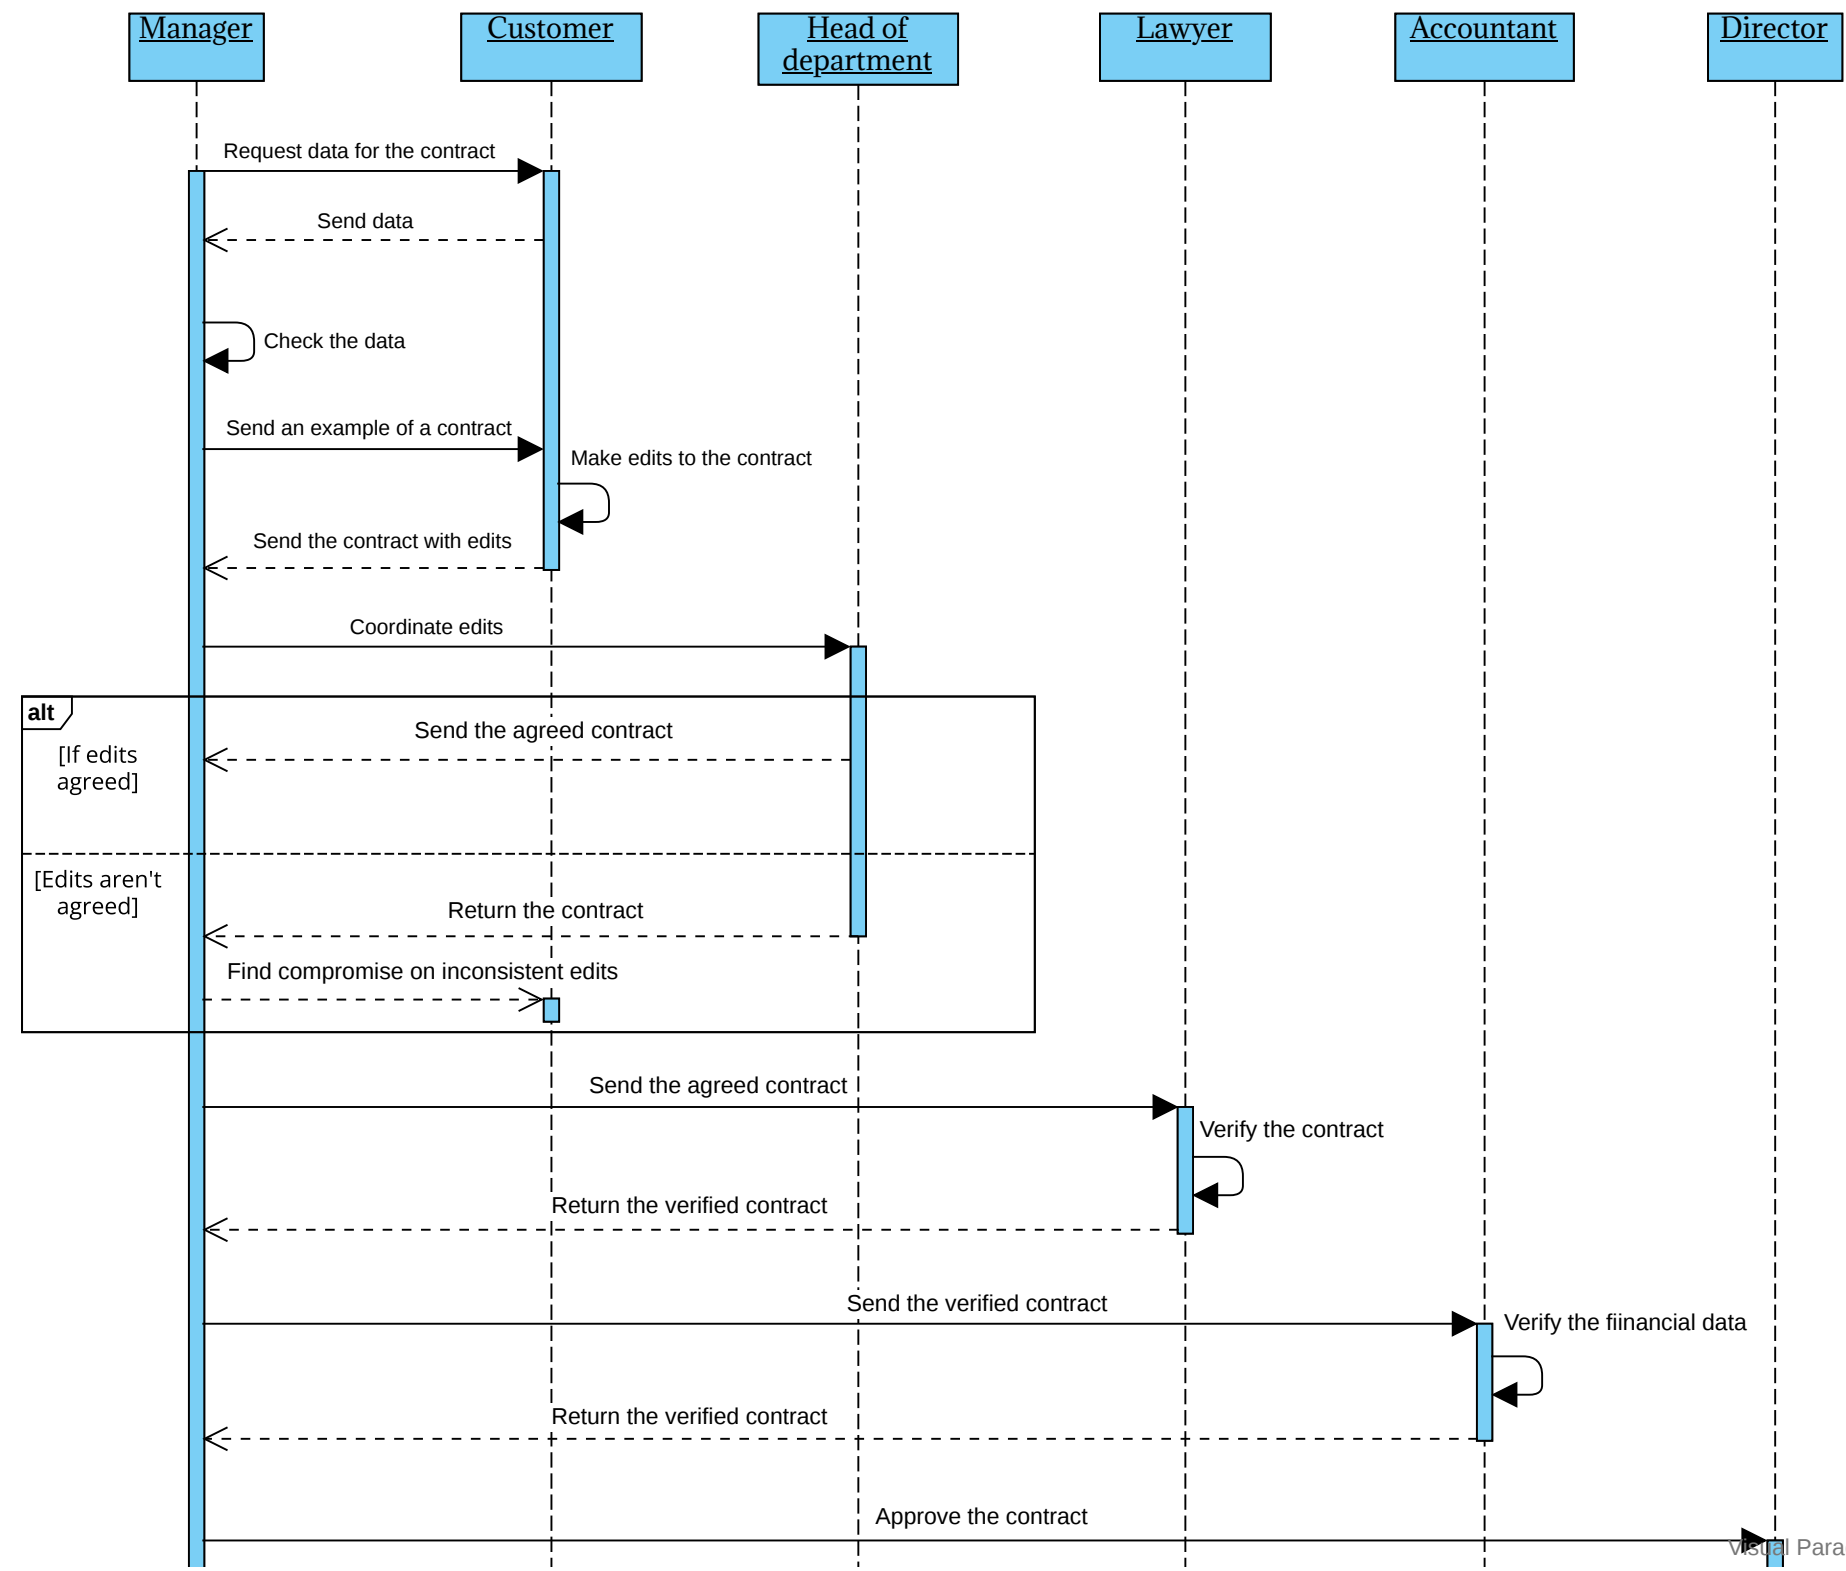 Manager
Customer
Head of
department
Lawyer
Accountant
Director
Request data for the contract
Send data
Check the data
Send an example of a contract
Make edits to the contract
Send the contract with edits
Coordinate edits
alt
Send the agreed contract
[If edits
agreed]
[Edits aren't
agreed]
Return the contract
Find compromise on inconsistent edits
Send the agreed contract
Verify the contract
Return the verified contract
Send the verified contract
Verify the fiinancial data
Return the verified contract
Approve the contract
Visual Para